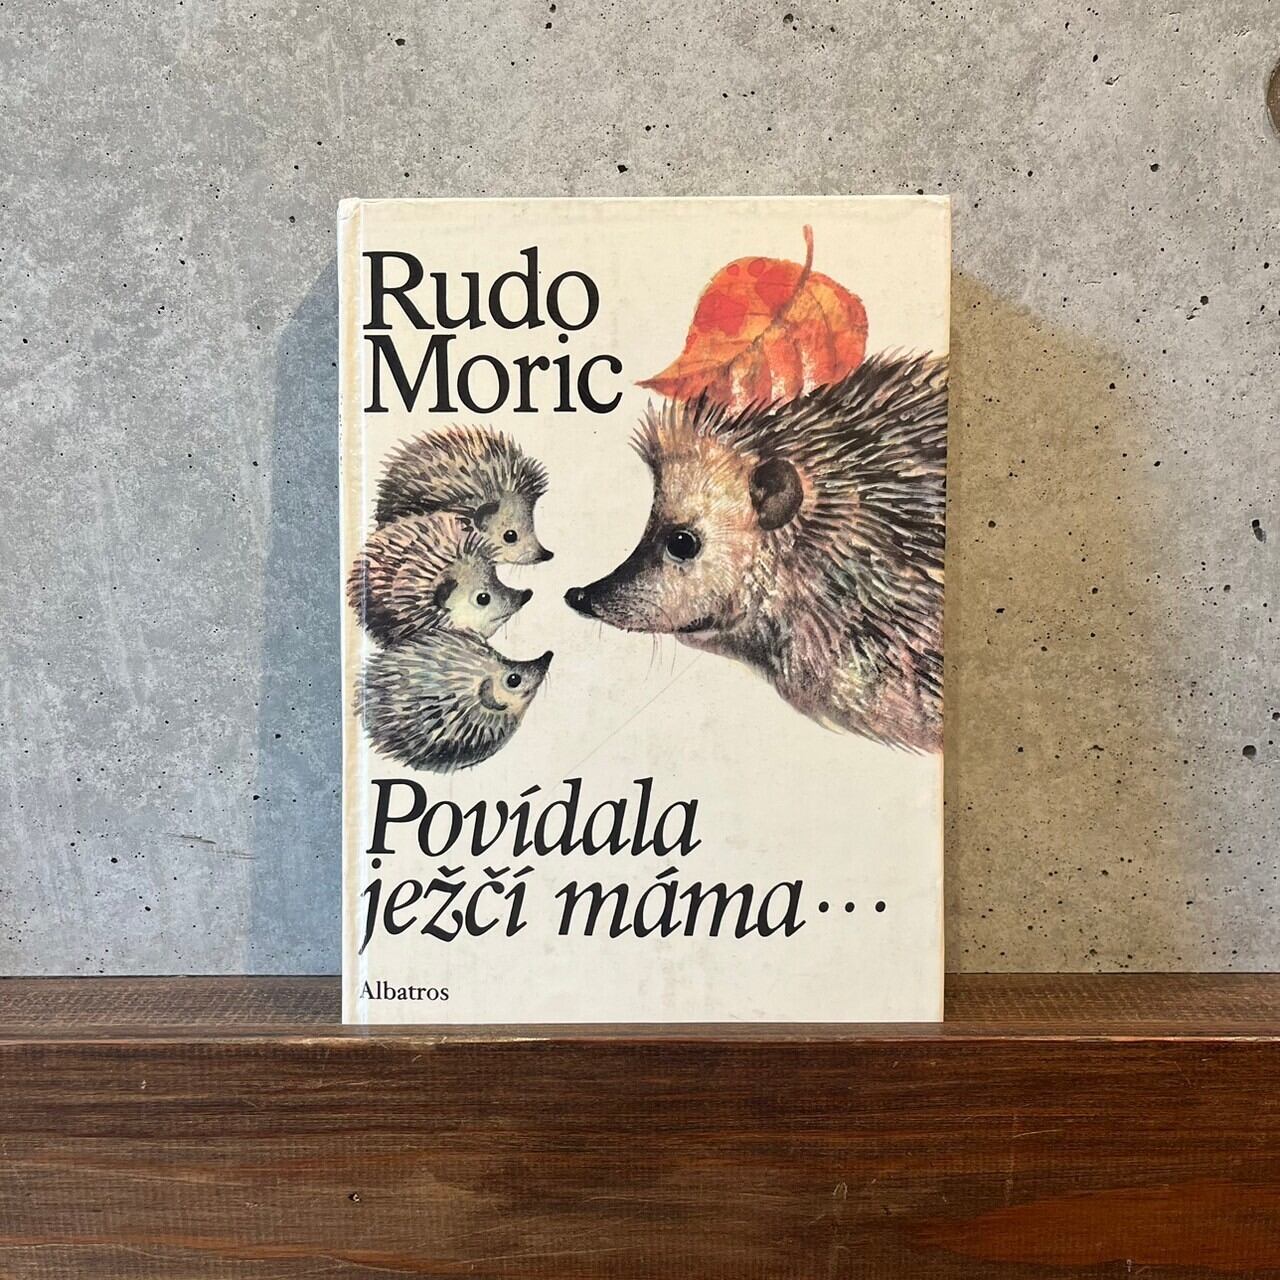 Rudo
Moric
Povídala
ježčí máma...
Albatros